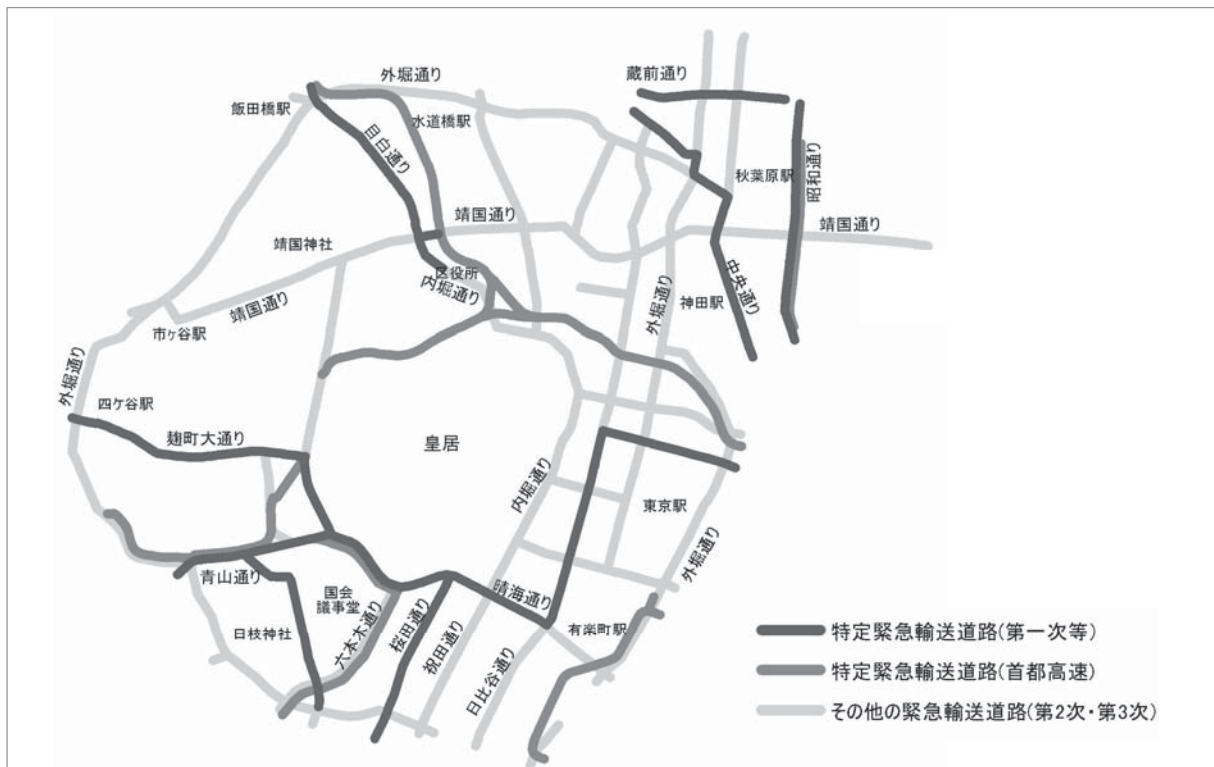 外堀通り
蔵前通り
飯田橋駅
水道橋駅
目白通り
秋葉原駅
昭和通り
靖国通り
靖国通り
靖国神社
区役所
内堀通り
靖国通り
外堀通り
神田駅
中央通り
市ヶ谷駅
外堀通り
四ケ谷駅
麹町大通り
皇居
内堀通り
東京駅
外堀通り
青山通り
国会
議事堂
日枝神社
六本木通り
桜田通り
祝田通り
晴海通り
日比谷通り
有楽町駅
特定緊急輸送道路(第一次等)
特定緊急輸送道路(首都高速)
その他の緊急輸送道路(第2次・第3次)